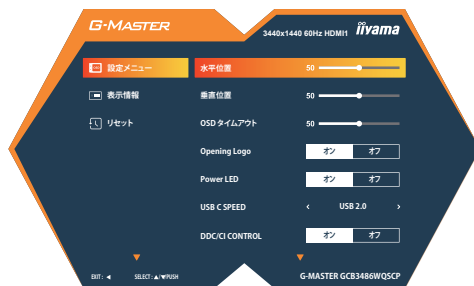 G-MASTER
3440x1440 60Hz HDMI1 iiyama
設定メニュー 水平位置 50
表示情報 垂直位置 50
リセット OSD タイムアウト 50
Opening Logo オン オフ
Power LED オン オフ
USB C SPEED ‹ USB 2.0 ›
DDC/CI CONTROL オン オフ
EXIT : ◄ SELECT : ▲/▼/PUSH G-MASTER GCB3486WQSCP